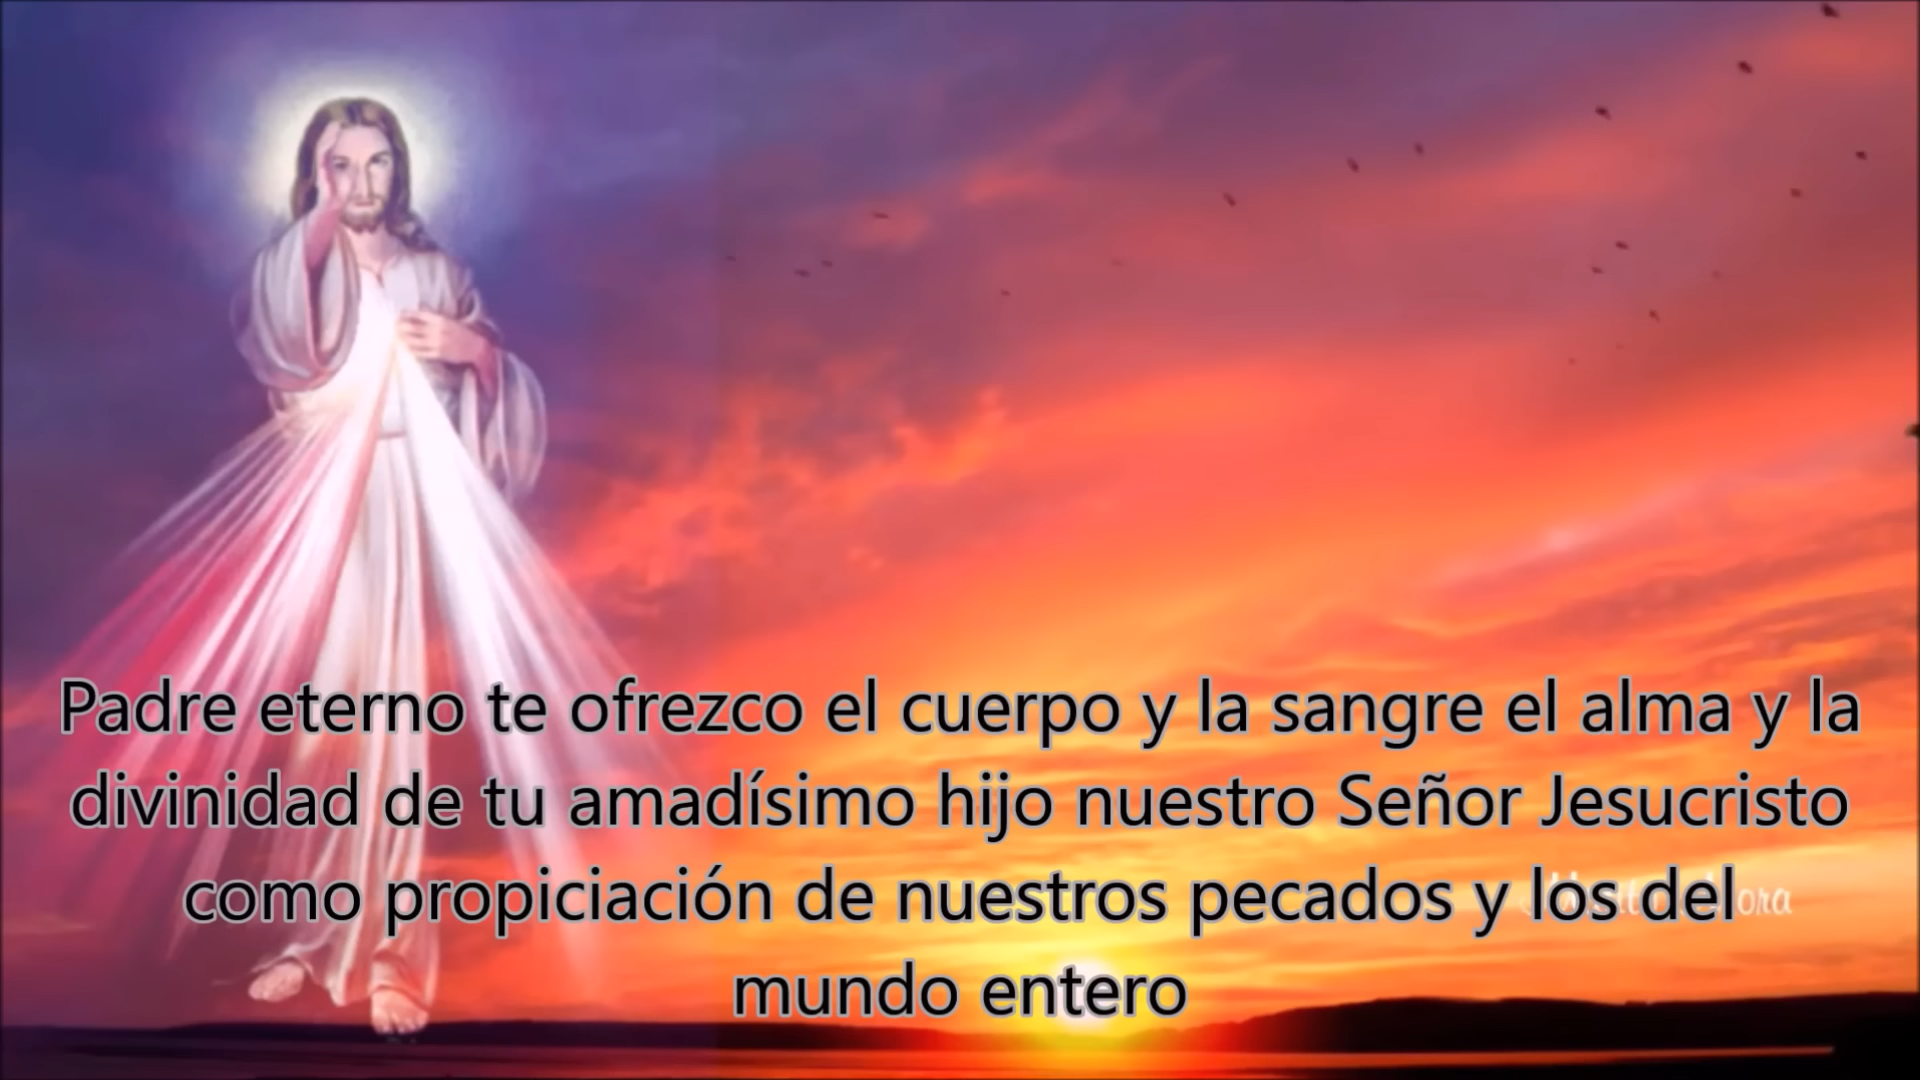 Padre eterno te ofrezco el cuerpo y la sangre el alma y la
divinidad de tu amadísimo hijo nuestro Señor Jesucristo
como propiciación de nuestros pecados y los del
mundo entero